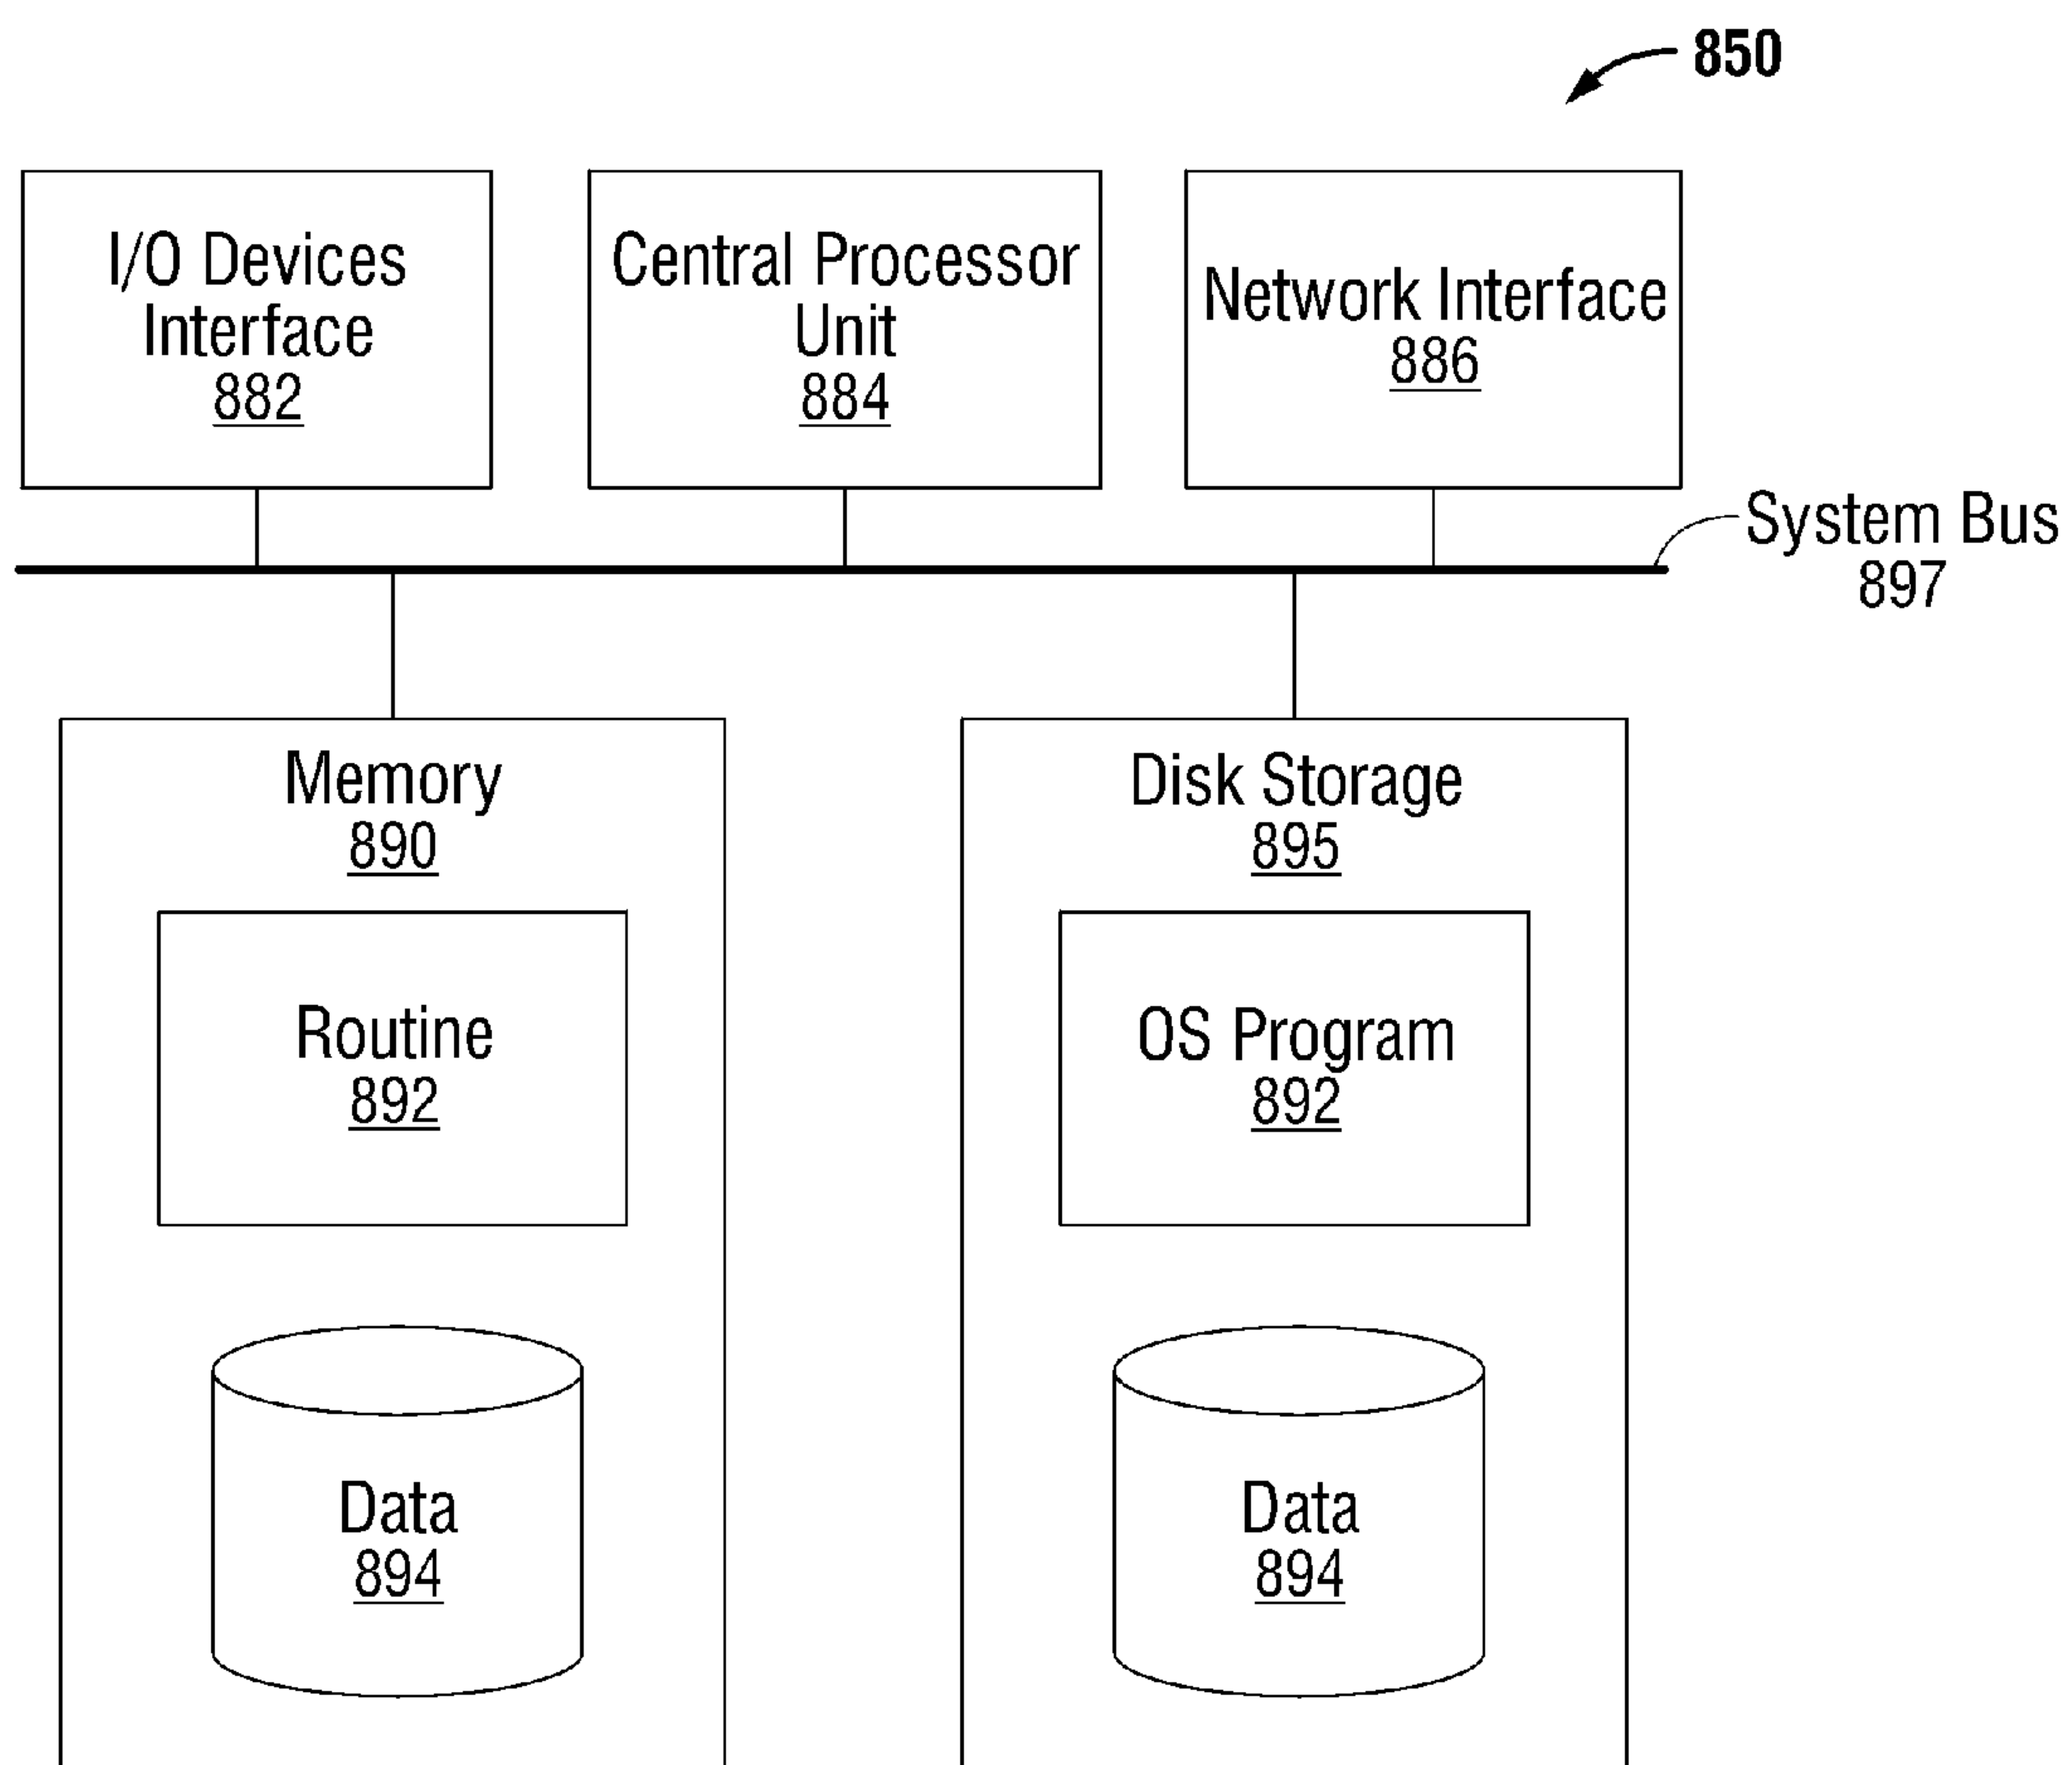 850
I/O Devices
Interface
882
Central Processor
Unit
884
Network Interface
886
System Bus
897
Memory
890
Routine
892
Data
894
Disk Storage
895
OS Program
892
Data
894